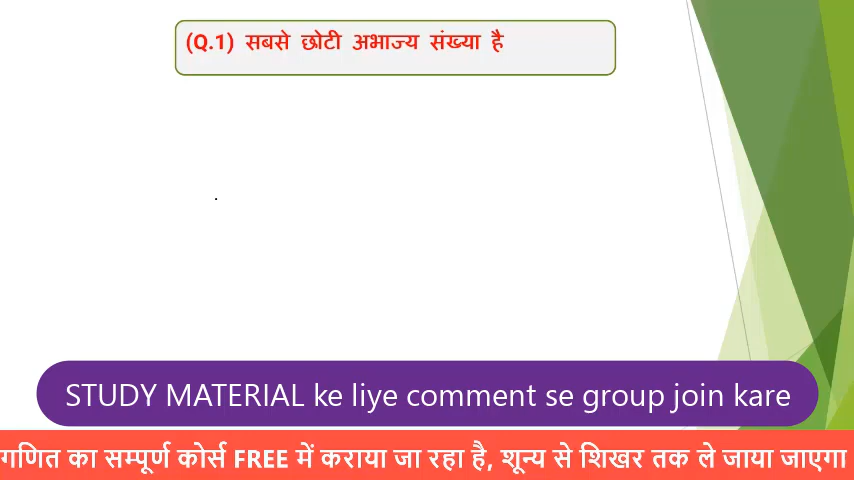 (Q.1) सबसे छोटी अभाज्य संख्या है
STUDY MATERIAL ke liye comment se group join kare
गणित का सम्पूर्ण कोर्स FREE में कराया जा रहा है, शून्य से शिखर तक ले जाया जाएगा